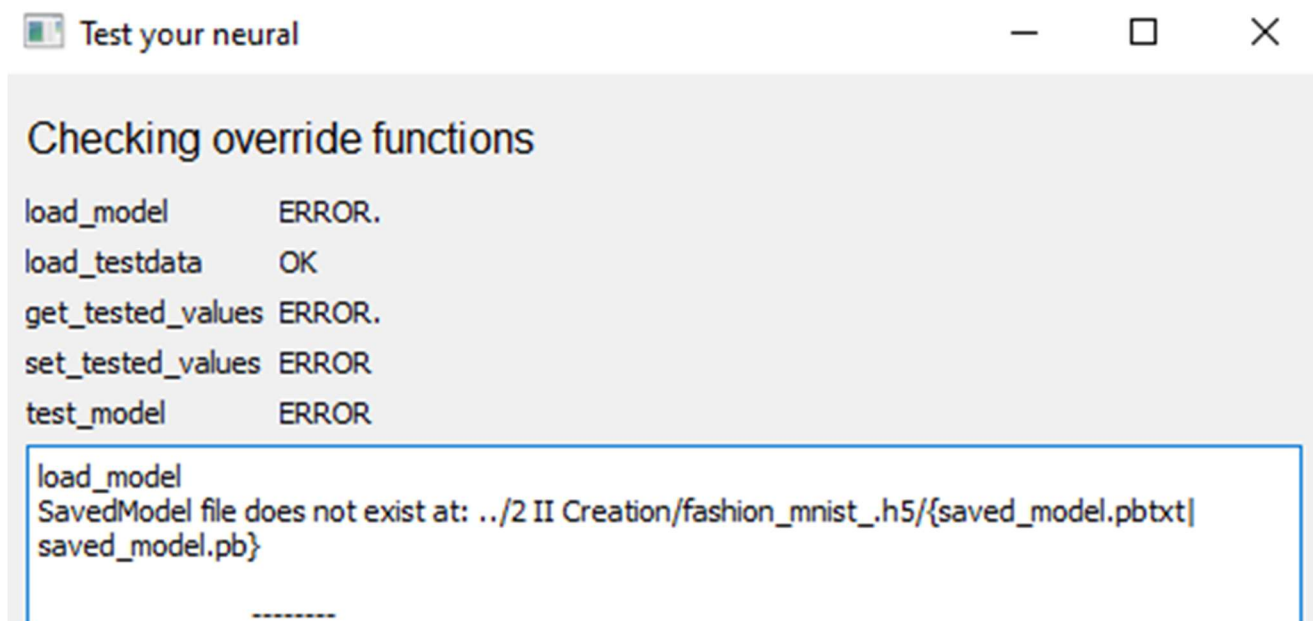 Test your neural
Checking override functions
load_model ERROR.
load_testdata OK
get_tested_values ERROR.
set_tested_values ERROR
test_model ERROR
load_model
SavedModel file does not exist at: ../2 II Creation/fashion_mnist_.h5/{saved_model.pbtxt|
saved_model.pb}
--------